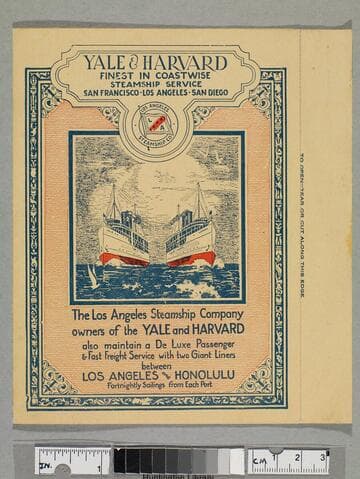 YALE & HARVARD
FINEST IN COASTWISE
STEAMSHIP SERVICE
SAN FRANCISCO·LOS ANGELES·SAN DIEGO
LOS ANGELES
L A
STEAMSHIP CO.
The Los Angeles Steamship Company
owners of the YALE and HARVARD
also maintain a De Luxe Passenger
& Fast Freight Service with two Giant Liners
between
LOS ANGELES and HONOLULU
Fortnightly Sailings from Each Port
TO OPEN—TEAR OR CUT ALONG THIS EDGE
IN. 1
CM 2 3
Huntington Library